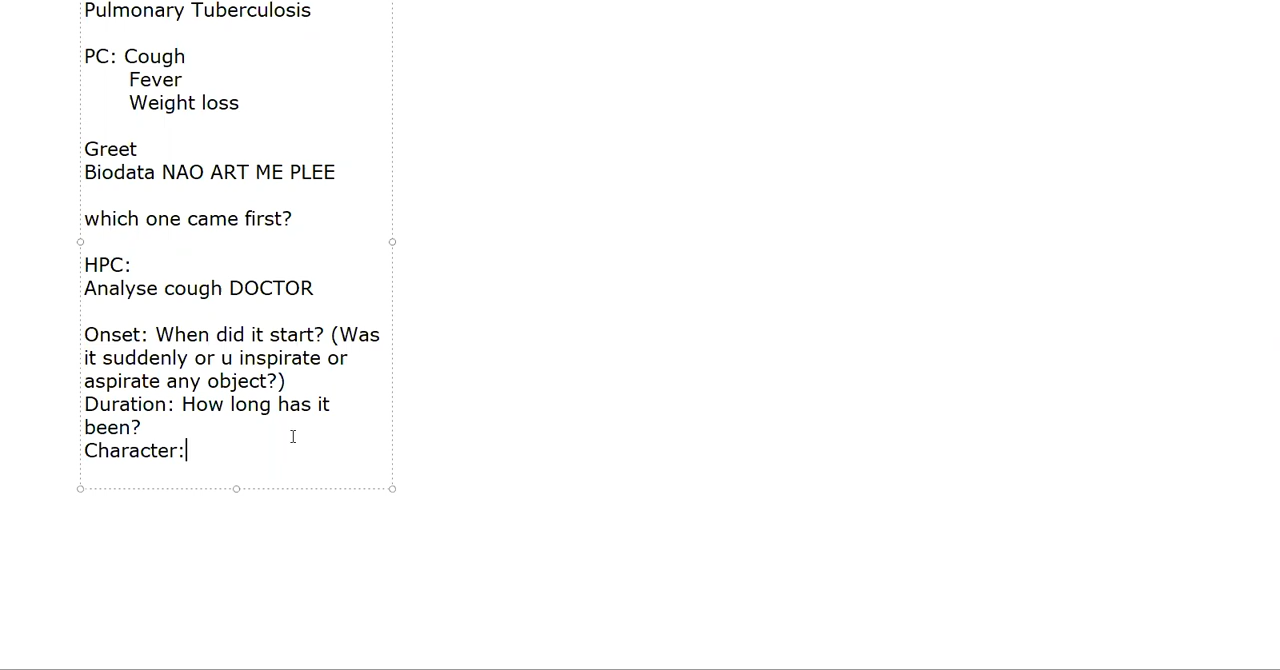 Pulmonary Tuberculosis
PC: Cough
Fever
Weight loss
Greet
Biodata NAO ART ME PLEE
which one came first?
HPC:
Analyse cough DOCTOR
Onset: When did it start? (Was
it suddenly or u inspirate or
aspirate any object?)
Duration: How long has it
been?
Character: